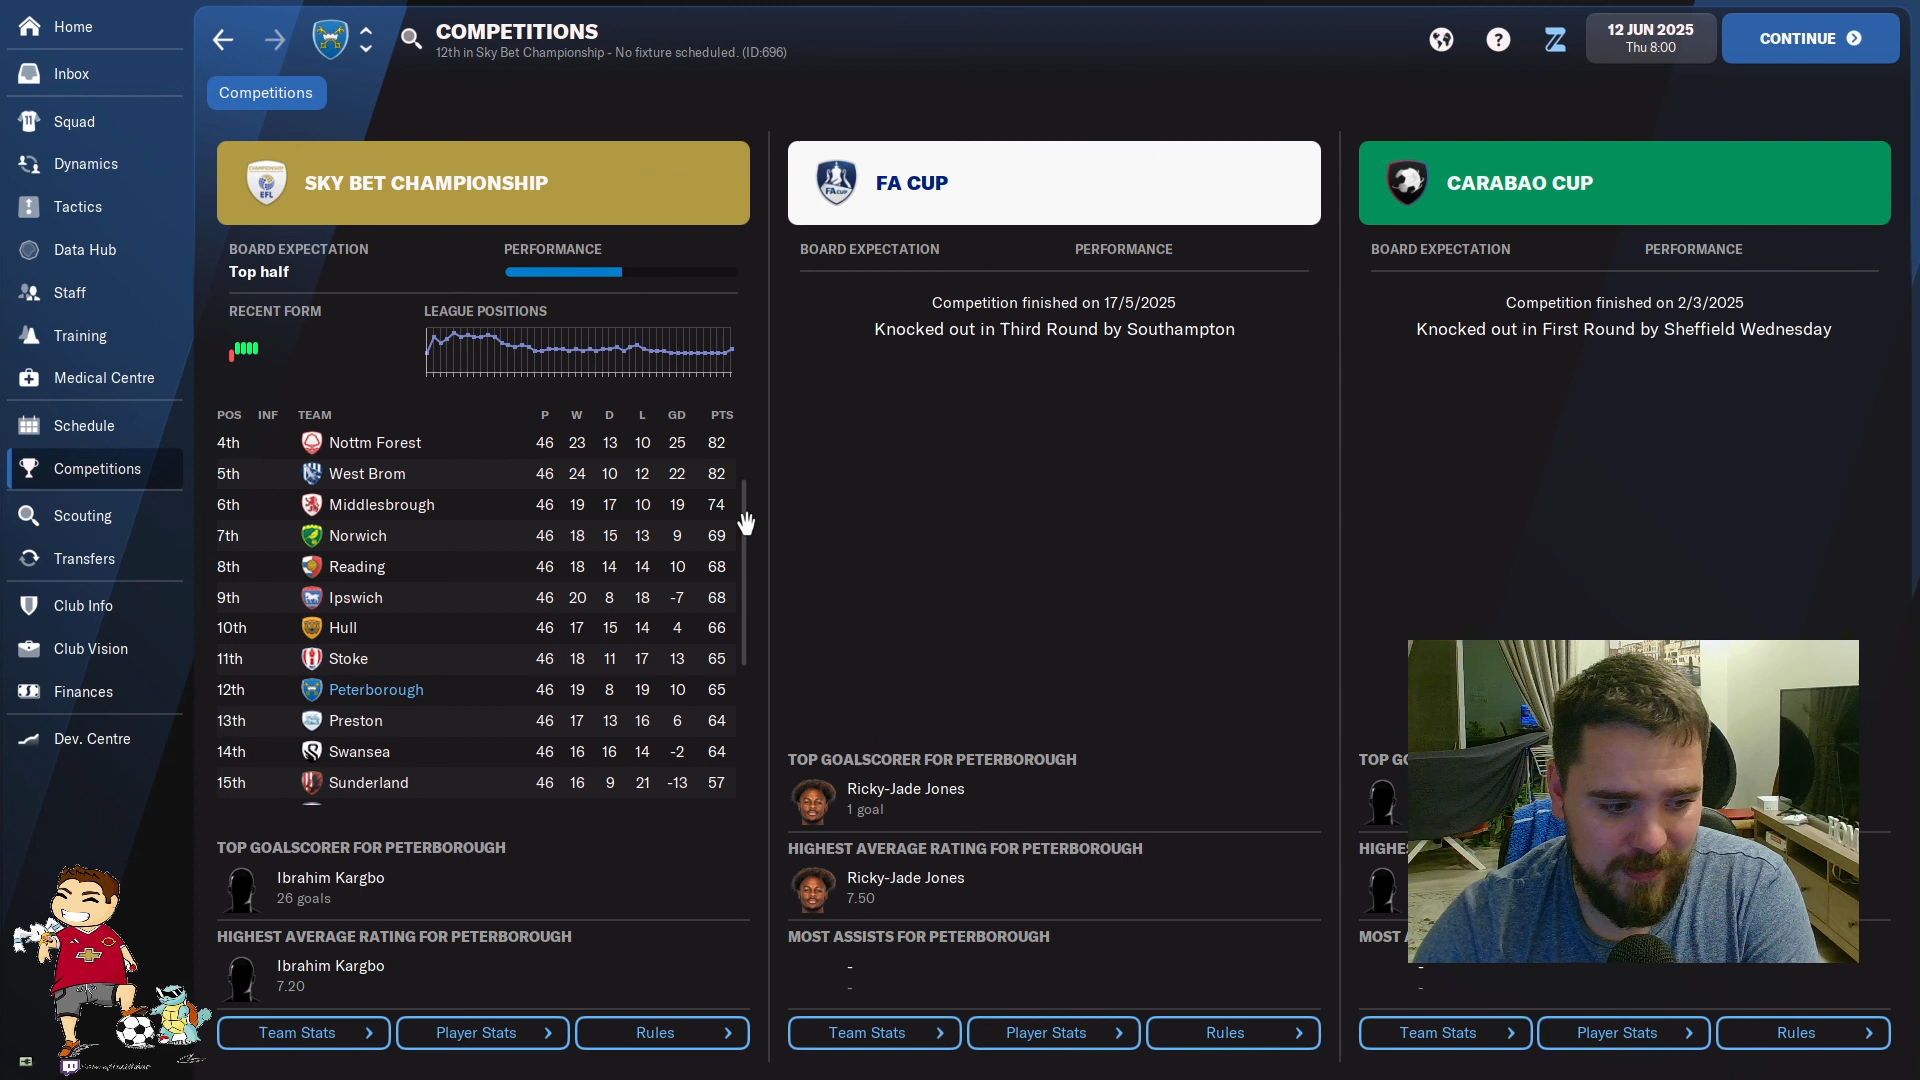 Home
Inbox
Squad
Dynamics
Tactics
Data Hub
Staff
Training
Medical Centre
Schedule
Competitions
Scouting
Transfers
Club Info
Club Vision
Finances
Dev. Centre
COMPETITIONS
12th in Sky Bet Championship - No fixture scheduled. (ID:696)
12 JUN 2025
Thu 8:00
CONTINUE
Competitions
SKY BET CHAMPIONSHIP
BOARD EXPECTATION PERFORMANCE
Top half
RECENT FORM LEAGUE POSITIONS
POS INF TEAM P W D L GD PTS
4th Nottm Forest 46 23 13 10 25 82
5th West Brom 46 24 10 12 22 82
6th Middlesbrough 46 19 17 10 19 74
7th Norwich 46 18 15 13 9 69
8th Reading 46 18 14 14 10 68
9th Ipswich 46 20 8 18 -7 68
10th Hull 46 17 15 14 4 66
11th Stoke 46 18 11 17 13 65
12th Peterborough 46 19 8 19 10 65
13th Preston 46 17 13 16 6 64
14th Swansea 46 16 16 14 -2 64
15th Sunderland 46 16 9 21 -13 57
TOP GOALSCORER FOR PETERBOROUGH
Ibrahim Kargbo
26 goals
HIGHEST AVERAGE RATING FOR PETERBOROUGH
Ibrahim Kargbo
7.20
Team Stats Player Stats Rules
FA CUP
BOARD EXPECTATION PERFORMANCE
Competition finished on 17/5/2025
Knocked out in Third Round by Southampton
TOP GOALSCORER FOR PETERBOROUGH
Ricky-Jade Jones
1 goal
HIGHEST AVERAGE RATING FOR PETERBOROUGH
Ricky-Jade Jones
7.50
MOST ASSISTS FOR PETERBOROUGH
-
-
Team Stats Player Stats Rules
CARABAO CUP
BOARD EXPECTATION PERFORMANCE
Competition finished on 2/3/2025
Knocked out in First Round by Sheffield Wednesday
TOP
MOST
-
-
Team Stats Player Stats Rules